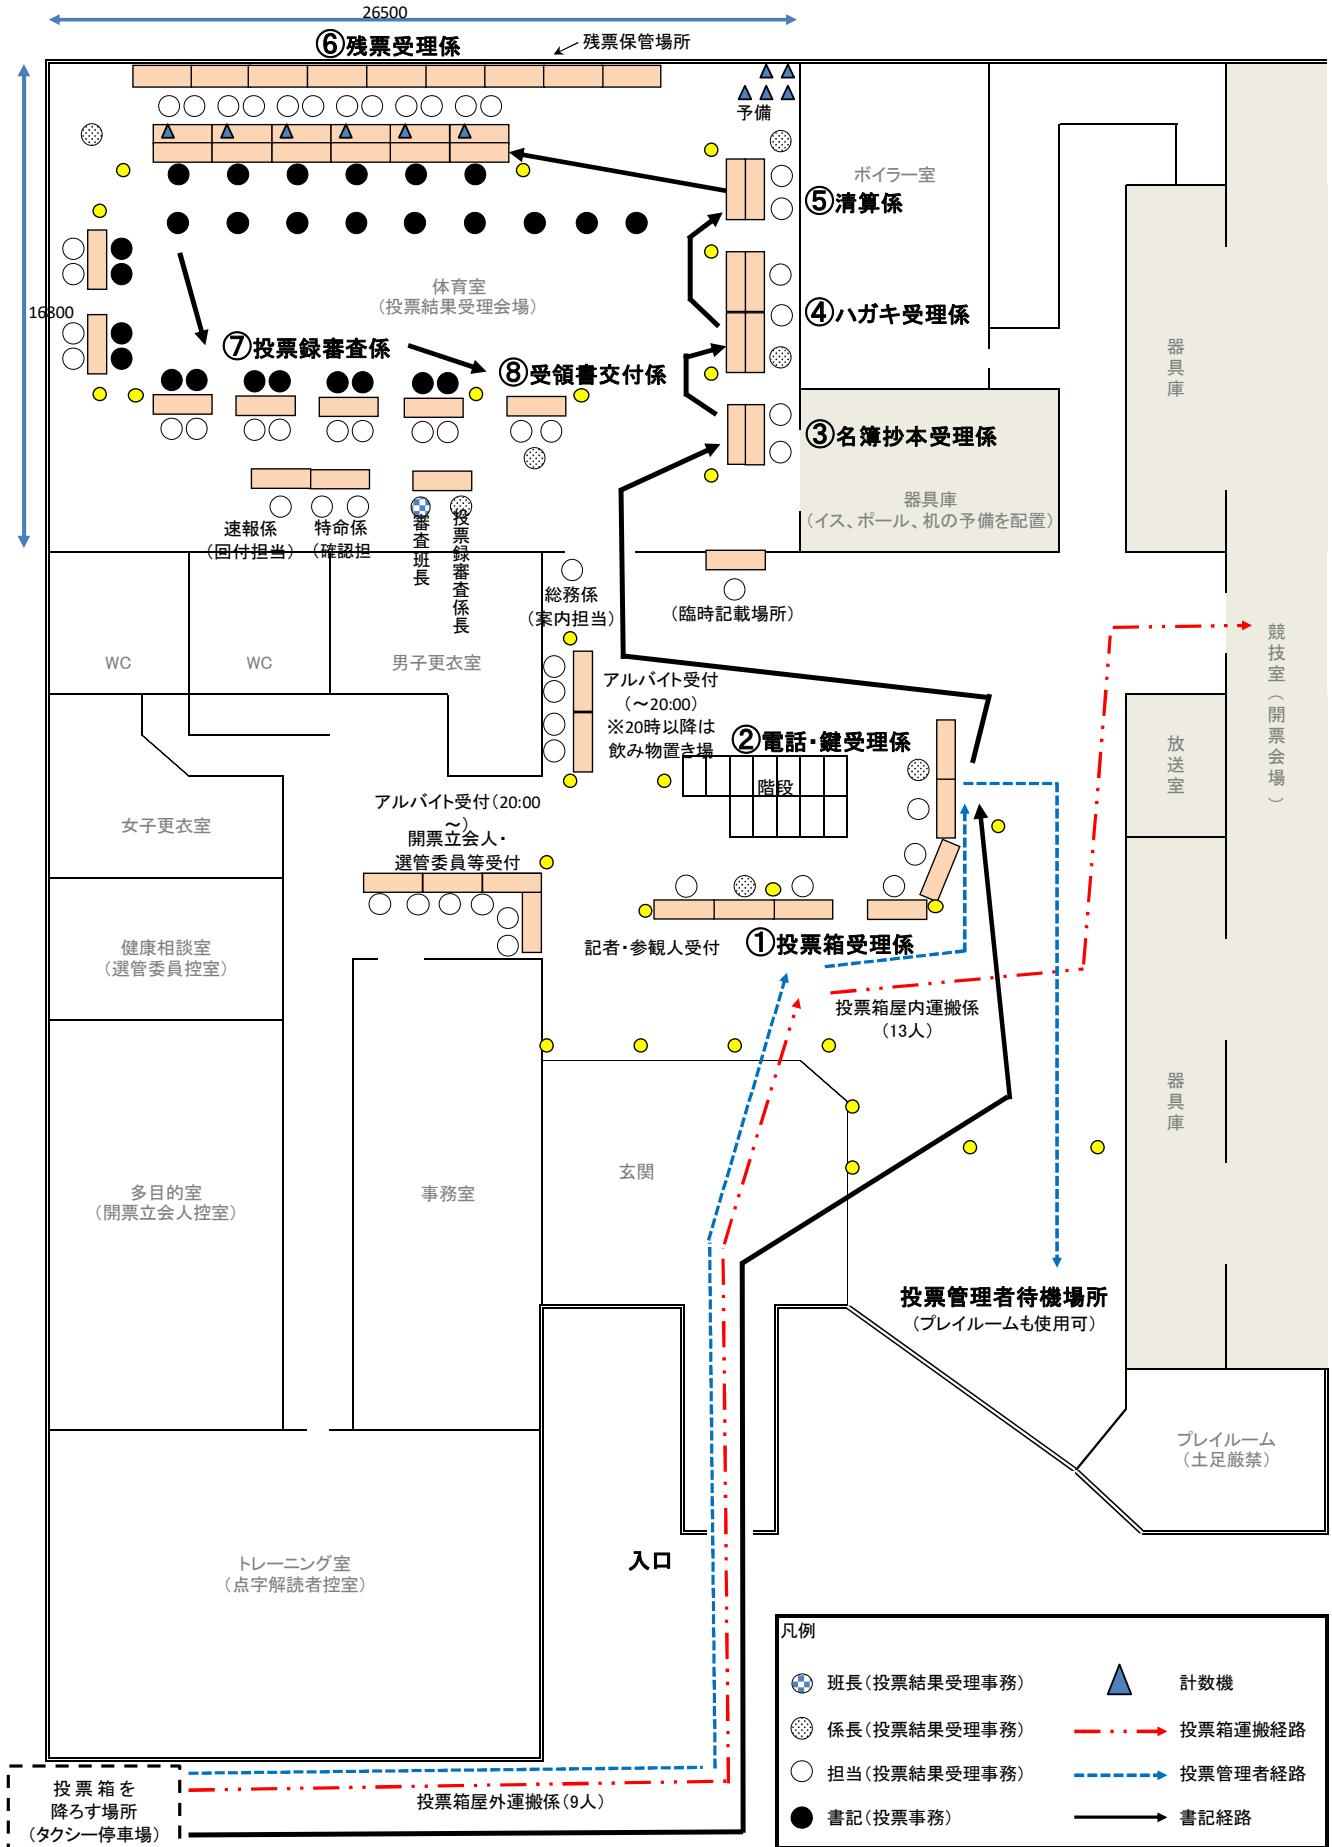 26500
⑥残票受理係
残票保管場所
予備
ボイラー室
⑤清算係
体育室
(投票結果受理会場)
16800
④ハガキ受理係
⑦投票録審査係
⑧受領書交付係
器具庫
③名簿抄本受理係
器具庫
(イス、ポール、机の予備を配置)
速報係
(回付担当)
特命係
(確認担
審査班長
投票録審査係長
総務係
(案内担当)
(臨時記載場所)
WC
WC
男子更衣室
競技室(開票会場)
アルバイト受付
(~20:00)
※20時以降は
飲み物置き場
②電話・鍵受理係
階段
放送室
アルバイト受付(20:00
~)
開票立会人・
選管委員等受付
女子更衣室
健康相談室
(選管委員控室)
記者・参観人受付
①投票箱受理係
投票箱屋内運搬係
(13人)
器具庫
多目的室
(開票立会人控室)
事務室
玄関
投票管理者待機場所
(プレイルームも使用可)
プレイルーム
(土足厳禁)
トレーニング室
(点字解読者控室)
入口
投票箱を
降ろす場所
(タクシー停車場)
投票箱屋外運搬係(9人)
凡例
班長(投票結果受理事務)
計数機
係長(投票結果受理事務)
投票箱運搬経路
担当(投票結果受理事務)
投票管理者経路
書記(投票事務)
書記経路